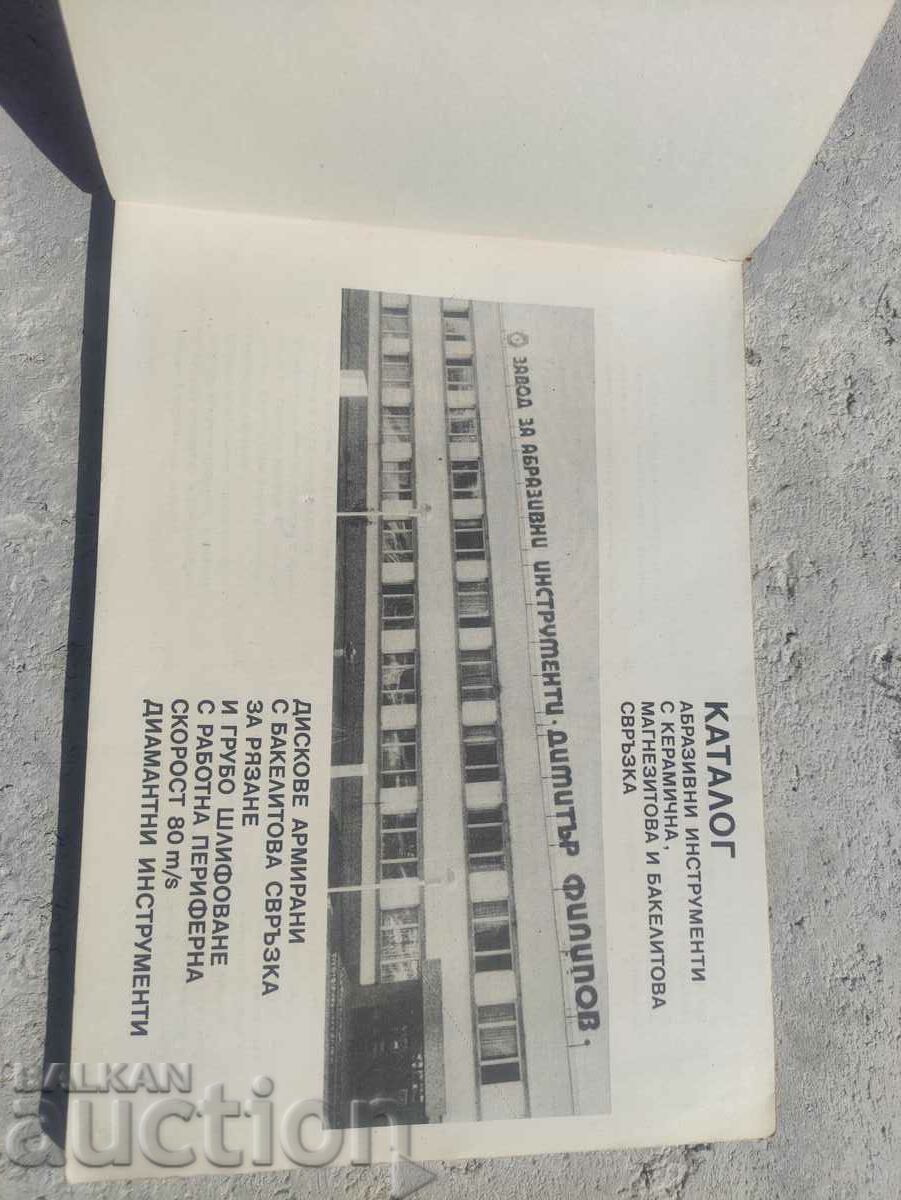 КАТАЛОГ
АБРАЗИВНИ ИНСТРУМЕНТИ
С КЕРАМИЧНА,
МАГНЕЗИТОВА И БАКЕЛИТОВА
СВРЪЗКА
ЗАВОД ЗА АБРАЗИВНИ ИНСТРУМЕНТИ · ДИМИТЪР ФИЛИПОВ ·
ДИСКОВЕ АРМИРАНИ
С БАКЕЛИТОВА СВРЪЗКА
ЗА РЯЗАНЕ
И ГРУБО ШЛИФОВАНЕ
С РАБОТНА ПЕРИФЕРНА
СКОРОСТ 80 m/s
ДИАМАНТНИ ИНСТРУМЕНТИ
BALKAN
auction